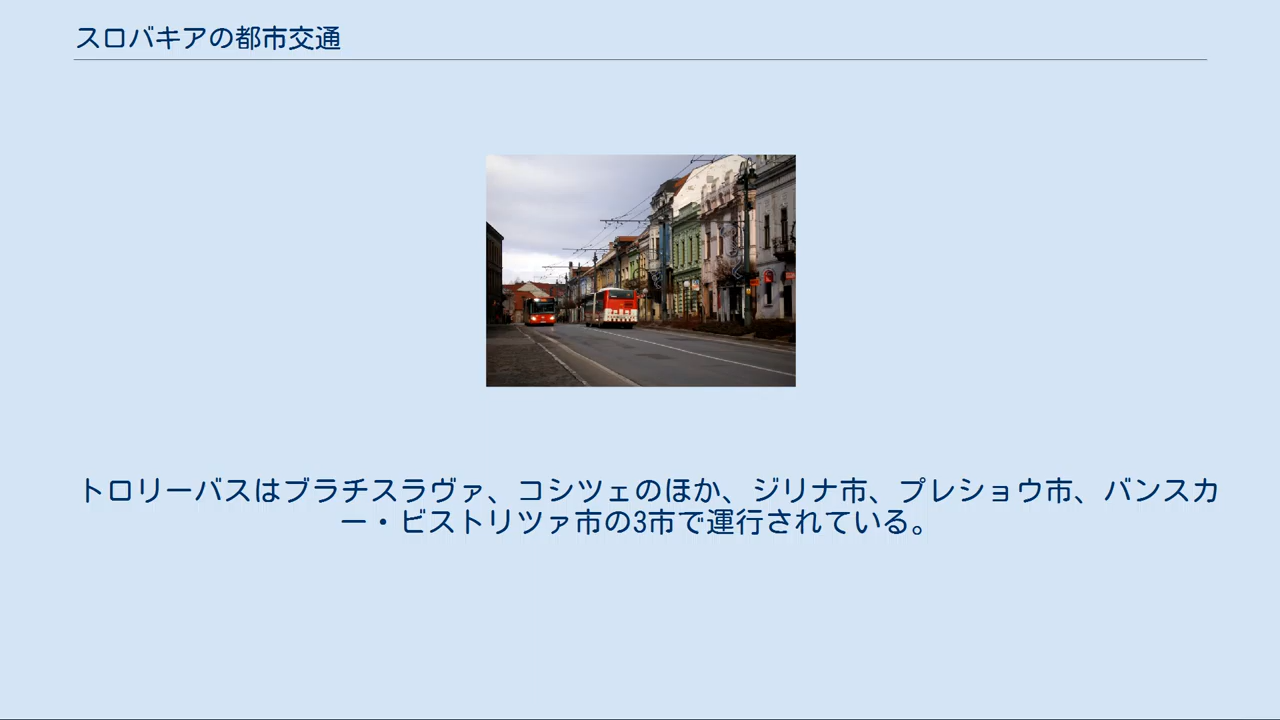 スロバキアの都市交通
トロリーバスはブラチスラヴァ、コシツェのほか、ジリナ市、プレショウ市、バンスカ
ー・ビストリツァ市の3市で運行されている。